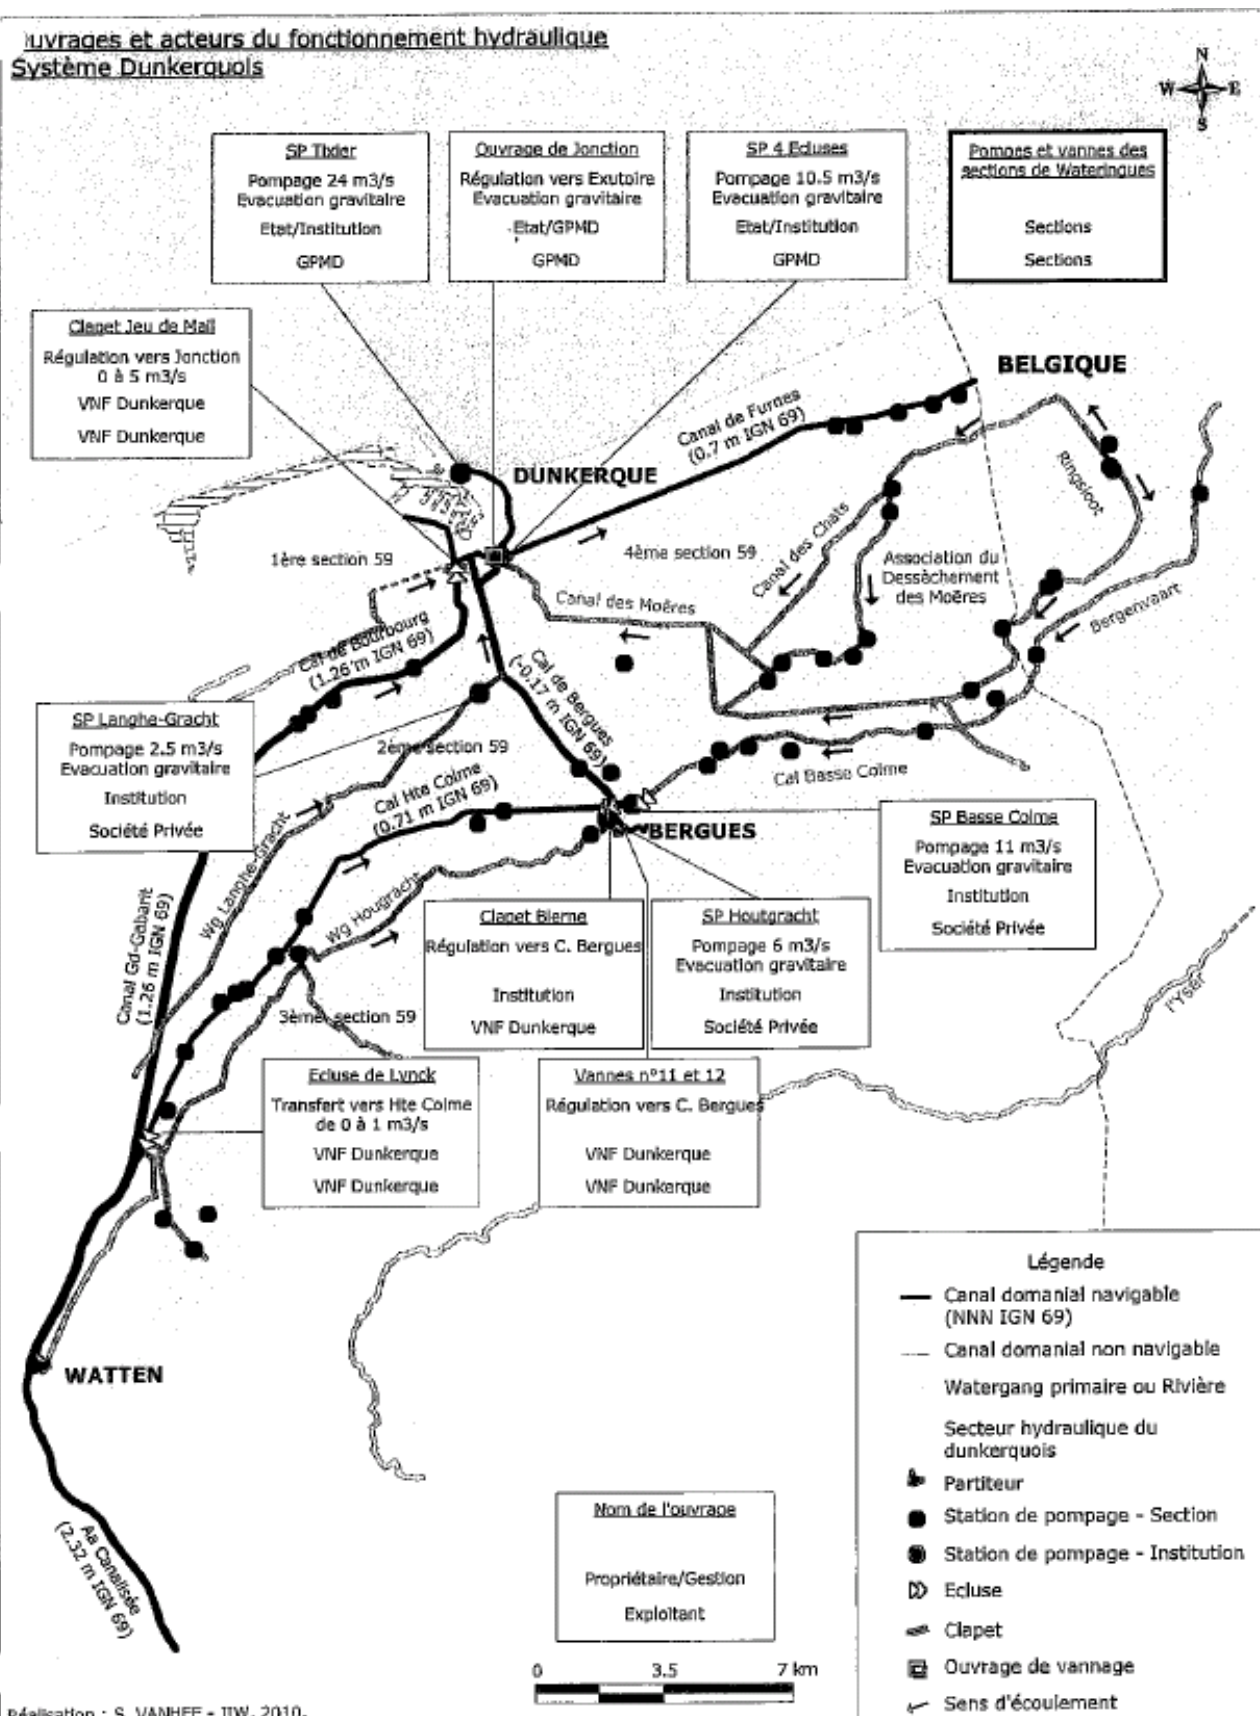 uvrages et acteurs du fonctionnement hydraulique
Système Dunkerquois
N
W E
S
SP Tixier
Pompage 24 m3/s
Evacuation gravitaire
Etat/Institution
GPMD
Ouvrage de Jonction
Régulation vers Exutoire
Evacuation gravitaire
Etat/GPMD
GPMD
SP 4 Ecluses
Pompage 10.5 m3/s
Evacuation gravitaire
Etat/Institution
GPMD
Pompes et vannes des
sections de Wateringues
Sections
Sections
Clapet Jeu de Mail
Régulation vers Jonction
0 à 5 m3/s
VNF Dunkerque
VNF Dunkerque
BELGIQUE
Canal de Furnes
(0.7 m IGN 69)
DUNKERQUE
Ringsloot
1ère section 59
4ème section 59
Canal des Chats
Association du
Dessèchement
des Moëres
Canal des Moëres
Bergenvaart
Cal de Bourbourg
(1.26 m IGN 69)
Cal de Bergues
(-0.17 m IGN 69)
SP Langhe-Gracht
Pompage 2.5 m3/s
Evacuation gravitaire
Institution
Société Privée
2ème section 59
Cal Hte Colme
(0.71 m IGN 69)
Cal Basse Colme
BERGUES
SP Basse Colme
Pompage 11 m3/s
Evacuation gravitaire
Institution
Société Privée
Wg Langhe-Gracht
Wg Hougracht
Canal Gd-Gabarit
(1.26 m IGN 69)
Clapet Bierne
Régulation vers C. Bergues
Institution
VNF Dunkerque
SP Houtgracht
Pompage 6 m3/s
Evacuation gravitaire
Institution
Société Privée
l'Yser
3ème section 59
Ecluse de Lynck
Transfert vers Hte Colme
de 0 à 1 m3/s
VNF Dunkerque
VNF Dunkerque
Vannes n°11 et 12
Régulation vers C. Bergues
VNF Dunkerque
VNF Dunkerque
WATTEN
Aa Canalisée
(2.32 m IGN 69)
Nom de l'ouvrage
Propriétaire/Gestion
Exploitant
0 3.5 7 km
Légende
Canal domanial navigable
(NNN IGN 69)
Canal domanial non navigable
Watergang primaire ou Rivière
Secteur hydraulique du
dunkerquois
Partiteur
Station de pompage - Section
Station de pompage - Institution
Ecluse
Clapet
Ouvrage de vannage
Sens d'écoulement
Réalisation : S. VANHEE - IIW, 2010.